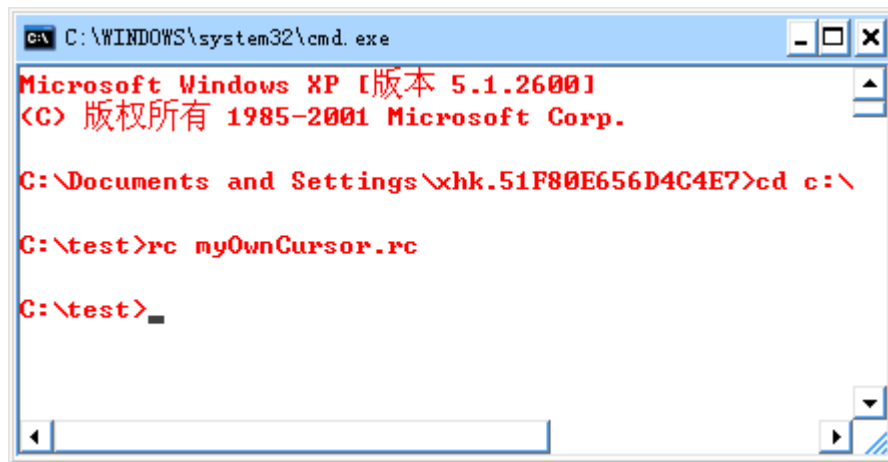 C:\WINDOWS\system32\cmd.exe
Microsoft Windows XP [版本 5.1.2600]
(C) 版权所有 1985-2001 Microsoft Corp.
C:\Documents and Settings\xhk.51F80E656D4C4E7>cd c:\
C:\test>rc myOwnCursor.rc
C:\test>_